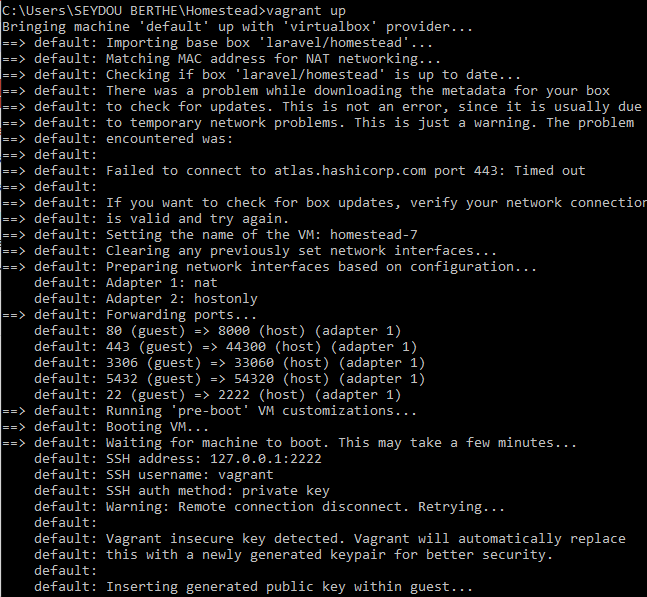 C:\Users\SEYDOU BERTHE\Homestead>vagrant up
Bringing machine 'default' up with 'virtualbox' provider...
==> default: Importing base box 'laravel/homestead'...
==> default: Matching MAC address for NAT networking...
==> default: Checking if box 'laravel/homestead' is up to date...
==> default: There was a problem while downloading the metadata for your box
==> default: to check for updates. This is not an error, since it is usually due
==> default: to temporary network problems. This is just a warning. The problem
==> default: encountered was:
==> default:
==> default: Failed to connect to atlas.hashicorp.com port 443: Timed out
==> default:
==> default: If you want to check for box updates, verify your network connection
==> default: is valid and try again.
==> default: Setting the name of the VM: homestead-7
==> default: Clearing any previously set network interfaces...
==> default: Preparing network interfaces based on configuration...
    default: Adapter 1: nat
    default: Adapter 2: hostonly
==> default: Forwarding ports...
    default: 80 (guest) => 8000 (host) (adapter 1)
    default: 443 (guest) => 44300 (host) (adapter 1)
    default: 3306 (guest) => 33060 (host) (adapter 1)
    default: 5432 (guest) => 54320 (host) (adapter 1)
    default: 22 (guest) => 2222 (host) (adapter 1)
==> default: Running 'pre-boot' VM customizations...
==> default: Booting VM...
==> default: Waiting for machine to boot. This may take a few minutes...
    default: SSH address: 127.0.0.1:2222
    default: SSH username: vagrant
    default: SSH auth method: private key
    default: Warning: Remote connection disconnect. Retrying...
    default:
    default: Vagrant insecure key detected. Vagrant will automatically replace
    default: this with a newly generated keypair for better security.
    default:
    default: Inserting generated public key within guest...